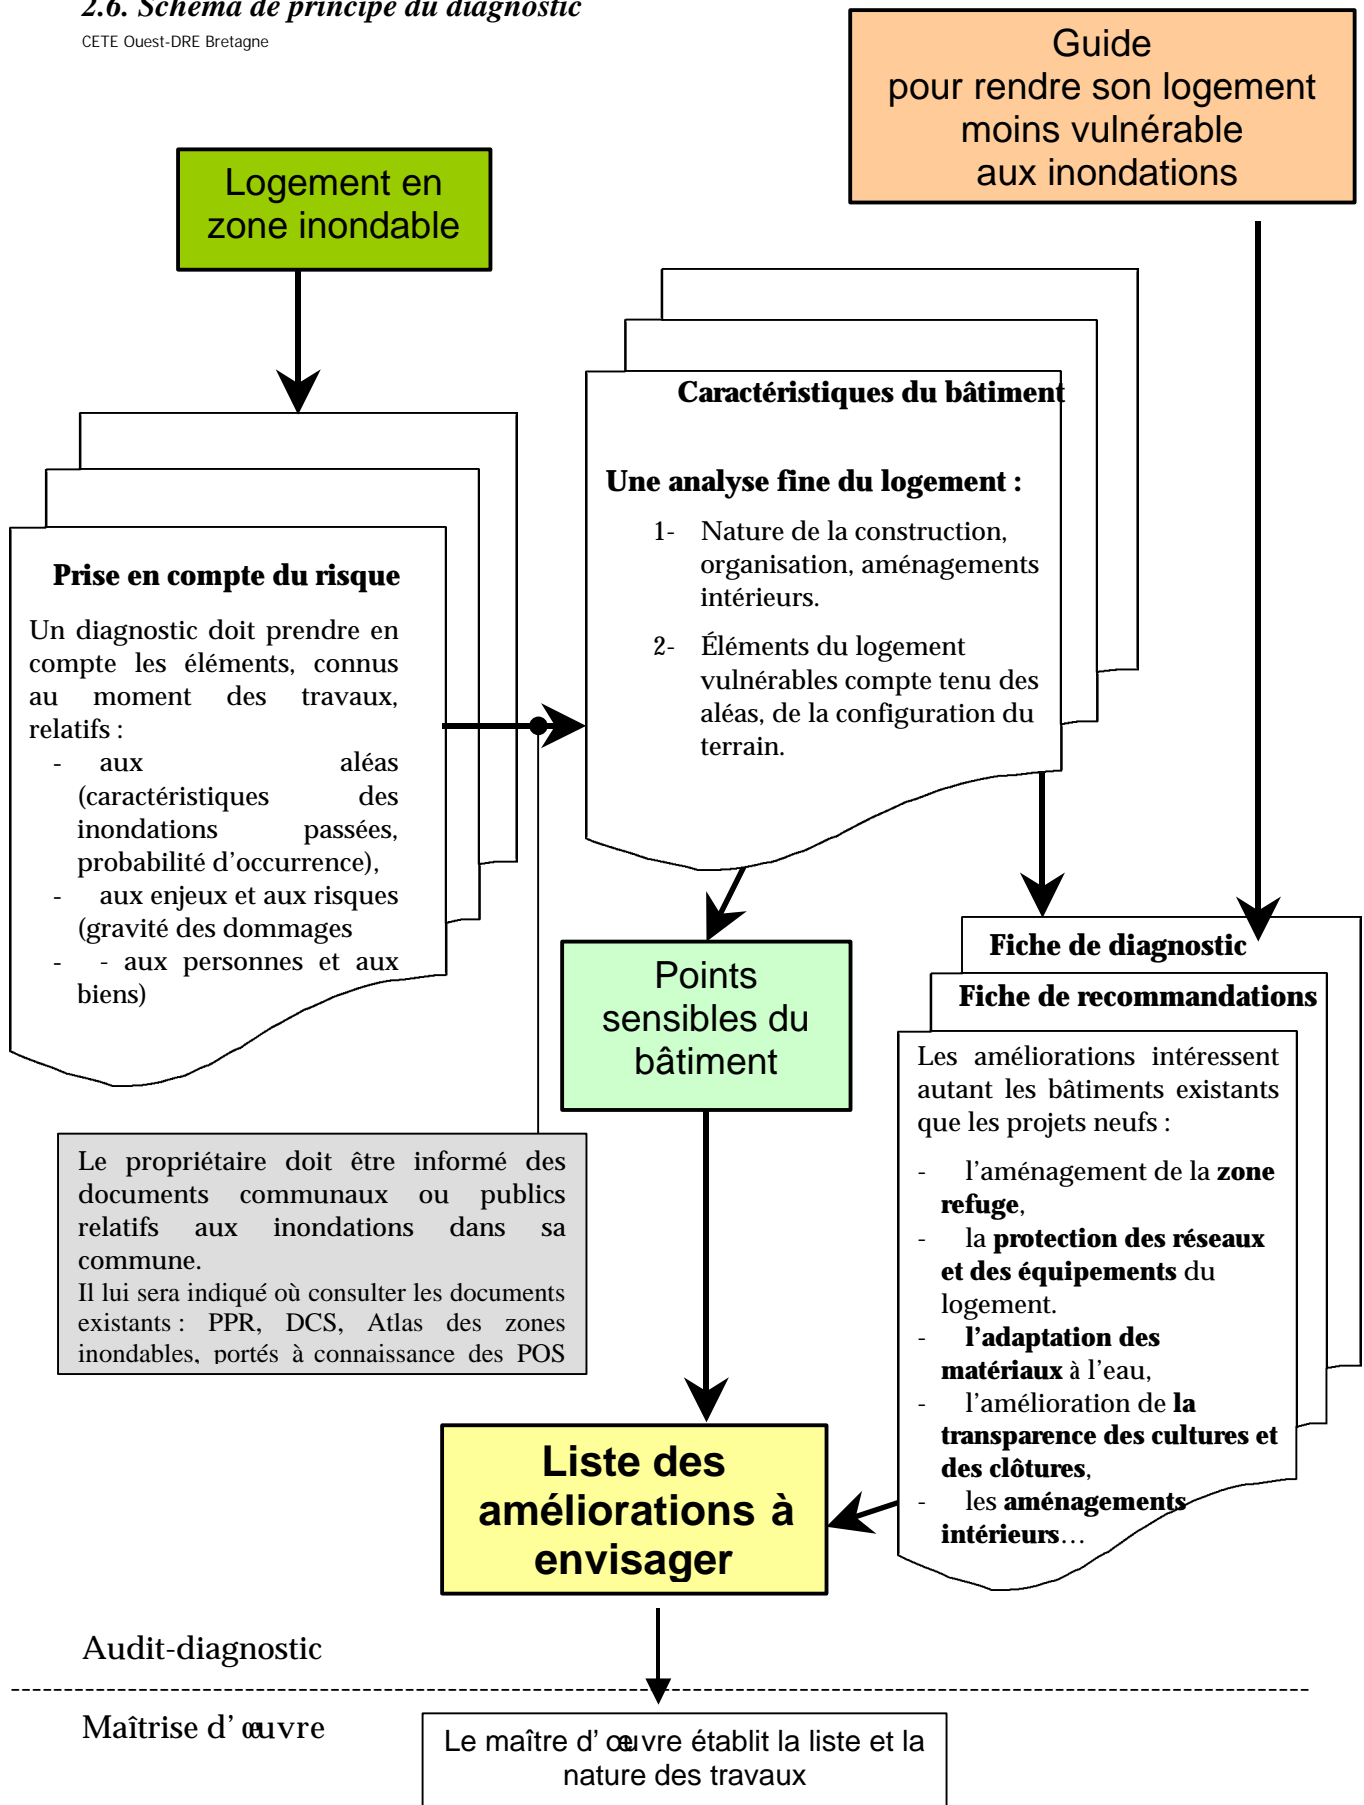 2.6. Schéma de principe du diagnostic
CETE Ouest-DRE Bretagne
Guide
pour rendre son logement
moins vulnérable
aux inondations
Logement en
zone inondable
Caractéristiques du bâtiment
Une analyse fine du logement :
1- Nature de la construction,
organisation, aménagements
intérieurs.
2- Éléments du logement
vulnérables compte tenu des
aléas, de la configuration du
terrain.
Prise en compte du risque
Un diagnostic doit prendre en
compte les éléments, connus
au moment des travaux,
relatifs :
- aux aléas
(caractéristiques des
inondations passées,
probabilité d'occurrence),
- aux enjeux et aux risques
(gravité des dommages
- - aux personnes et aux
biens)
Points
sensibles du
bâtiment
Fiche de diagnostic
Fiche de recommandations
Les améliorations intéressent
autant les bâtiments existants
que les projets neufs :
- l'aménagement de la zone
refuge,
- la protection des réseaux
et des équipements du
logement.
- l'adaptation des
matériaux à l'eau,
- l'amélioration de la
transparence des cultures et
des clôtures,
- les aménagements
intérieurs…
Le propriétaire doit être informé des
documents communaux ou publics
relatifs aux inondations dans sa
commune.
Il lui sera indiqué où consulter les documents
existants : PPR, DCS, Atlas des zones
inondables, portés à connaissance des POS
Liste des
améliorations à
envisager
Audit-diagnostic
Maîtrise d' œuvre
Le maître d' œuvre établit la liste et la
nature des travaux